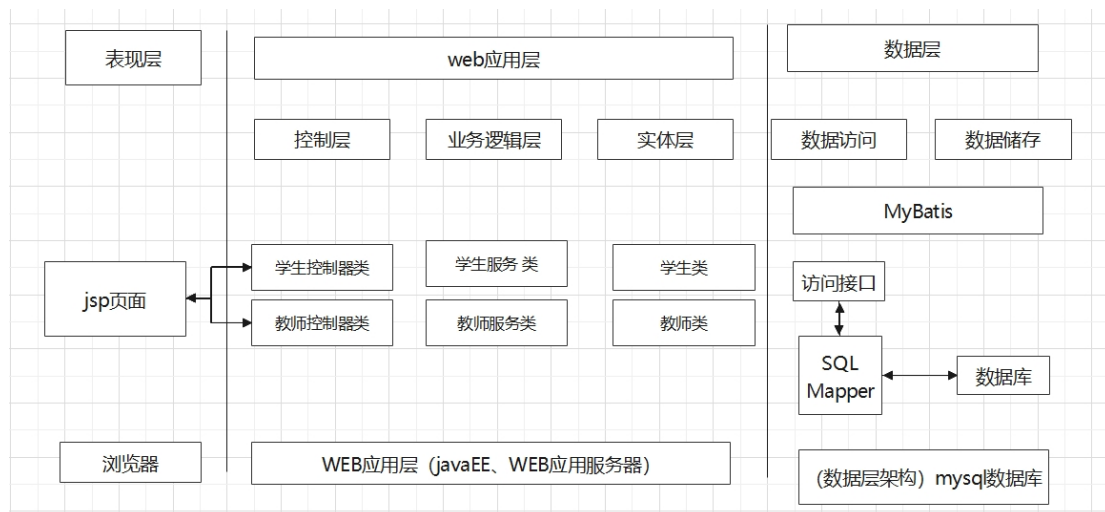 表现层
web应用层
数据层
控制层
业务逻辑层
实体层
数据访问
数据储存
MyBatis
学生控制器类
学生服务 类
学生类
访问接口
jsp页面
教师控制器类
教师服务类
教师类
SQL
Mapper
数据库
浏览器
WEB应用层（javaEE、WEB应用服务器）
（数据层架构）mysql数据库